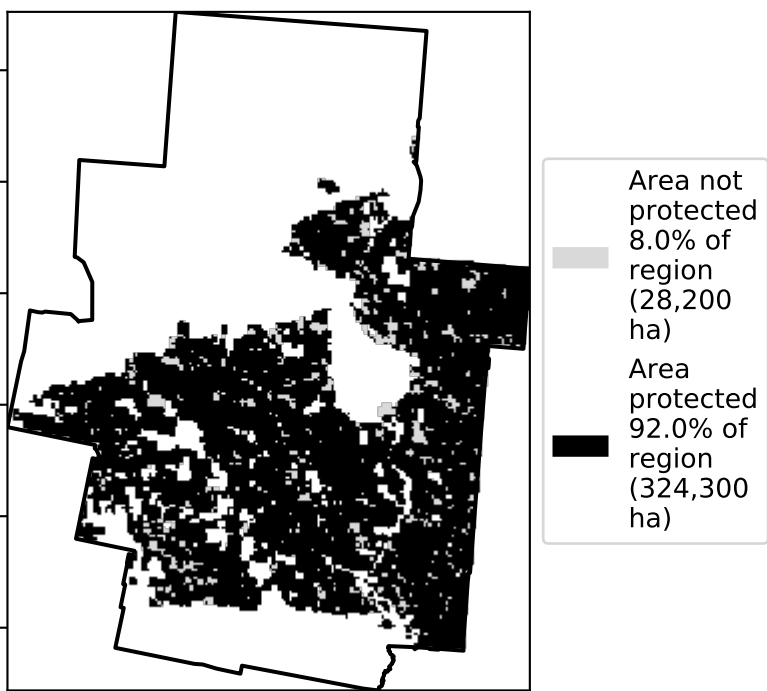 Area not
protected
8.0% of
region
(28,200
ha)
Area
protected
92.0% of
region
(324,300
ha)